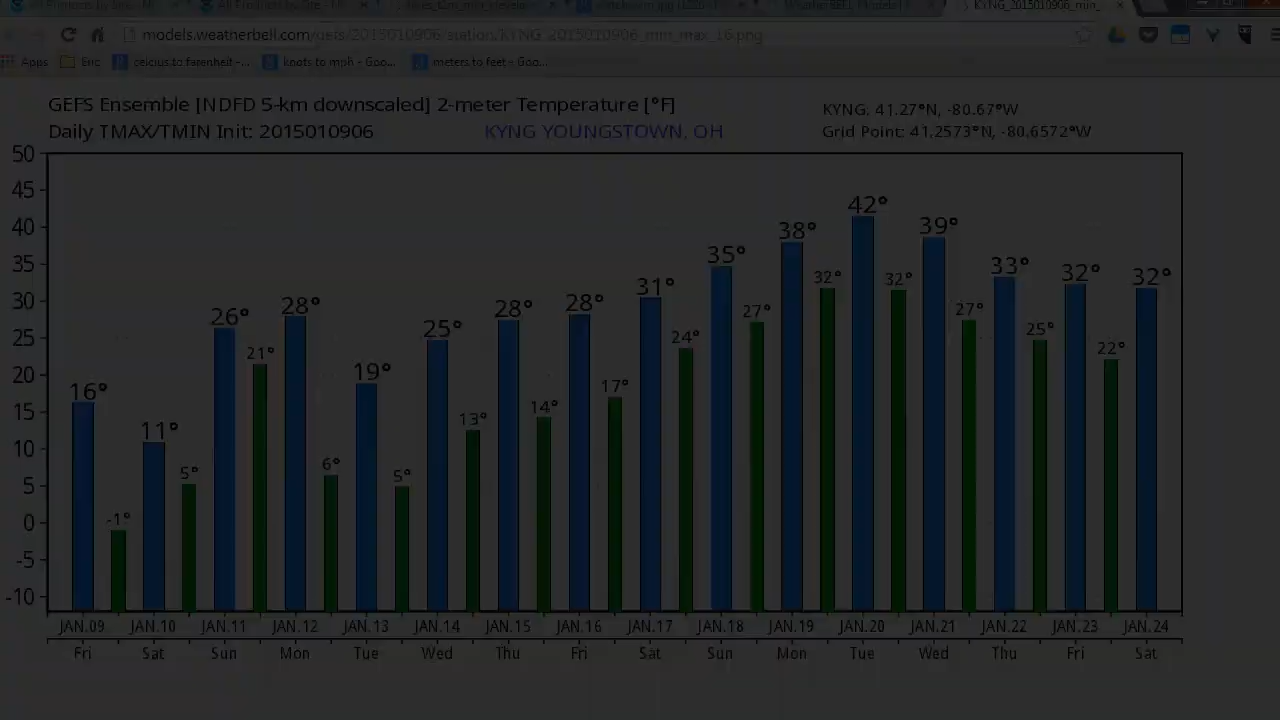 KYNG_2015010906_min_
models.weatherbell.com/gefs/2015010906/station/KYNG_2015010906_min_max_16.png
Apps Eric celcius to farenheit -... knots to mph - Goo... meters to feet - Goo...
GEFS Ensemble [NDFD 5-km downscaled] 2-meter Temperature [°F]
KYNG: 41.27°N, -80.67°W
Daily TMAX/TMIN Init: 2015010906
KYNG YOUNGSTOWN, OH
Grid Point: 41.2573°N, -80.6572°W
50
45
40
35
30
25
20
15
10
5
0
-5
-10
16° -1° 11° 5° 26° 21° 28° 6° 19° 5° 25° 13° 28° 14° 28° 17° 31° 24° 35° 27° 38° 32° 42° 32° 39° 27° 33° 25° 32° 22° 32°
JAN.09 JAN.10 JAN.11 JAN.12 JAN.13 JAN.14 JAN.15 JAN.16 JAN.17 JAN.18 JAN.19 JAN.20 JAN.21 JAN.22 JAN.23 JAN.24
Fri Sat Sun Mon Tue Wed Thu Fri Sat Sun Mon Tue Wed Thu Fri Sat